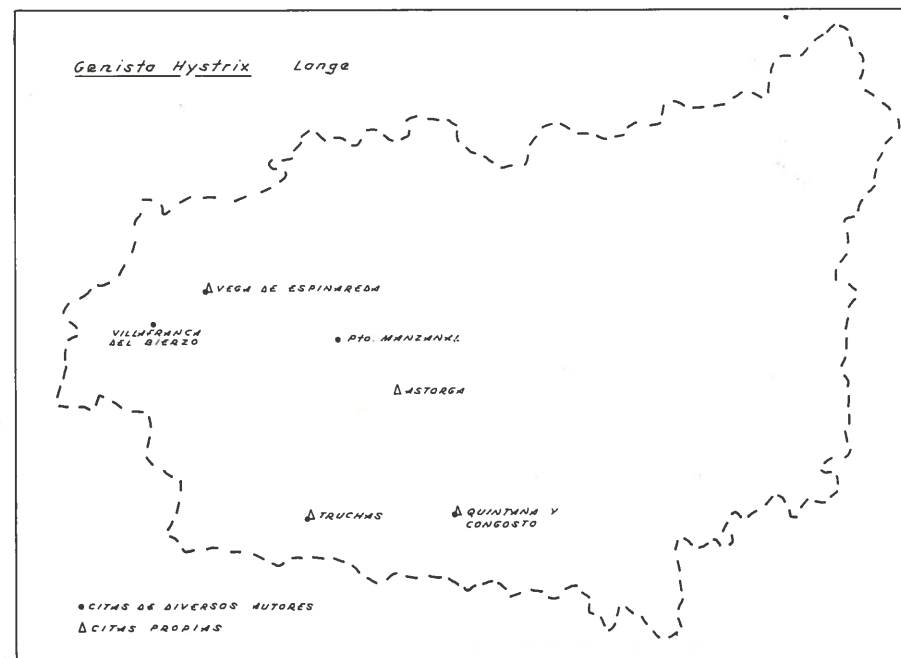 Genista Hystrix Lange
VEGA DE ESPINAREDA
VILLAFRANCA
DEL BIERZO
Pto. MANZANAL
ASTORGA
TRUCHAS
QUINTANA Y
CONGOSTO
CITAS DE DIVERSOS AUTORES
CITAS PROPIAS